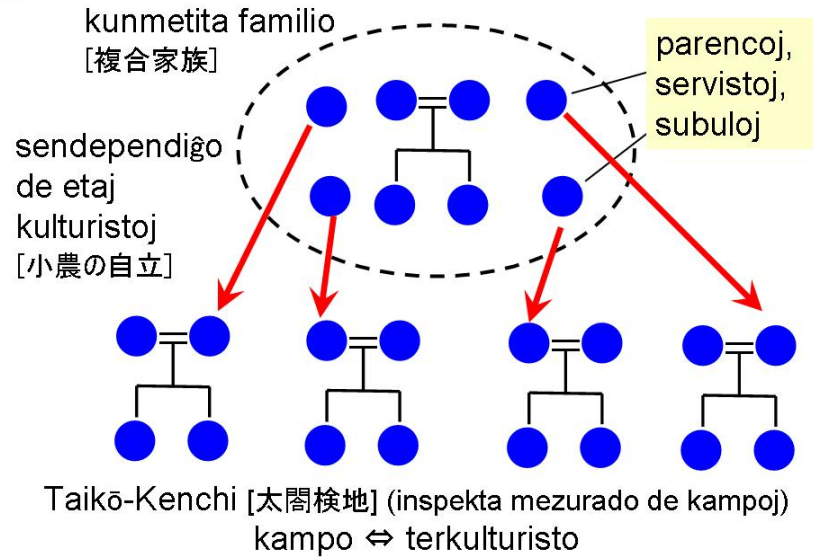 kunmetita familio
[複合家族]
parencoj,
servistoj,
subuloj
sendependiĝo
de etaj
kulturistoj
[小農の自立]
Taikō-Kenchi [太閤検地] (inspekta mezurado de kampoj)
kampo ⇔ terkulturisto